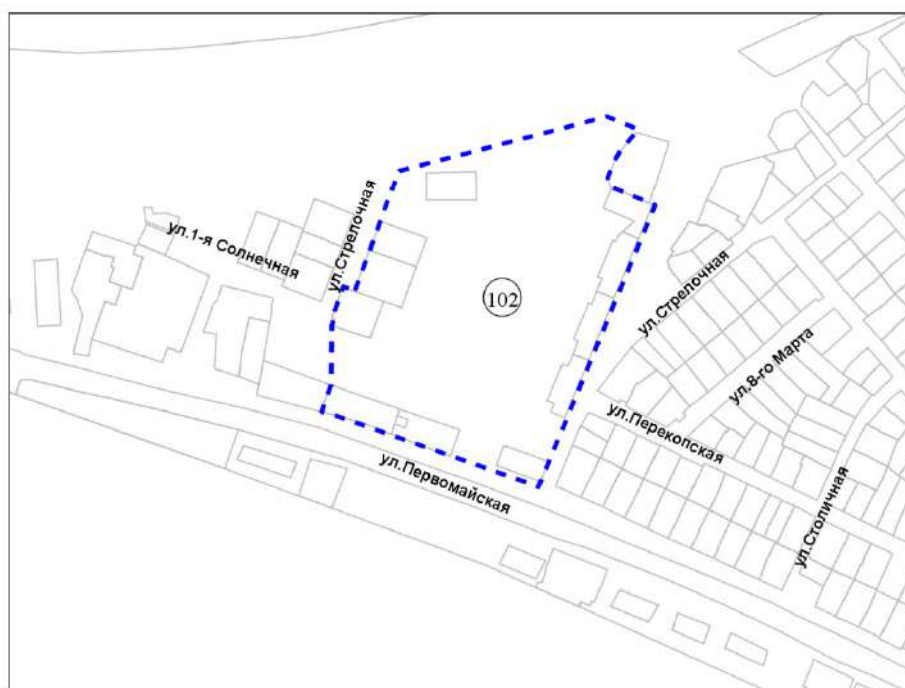 ул.1-я Солнечная
ул.Стрелочная
102
ул.Стрелочная
ул.8-го Марта
ул.Перекопская
ул.Первомайская
ул.Столичная